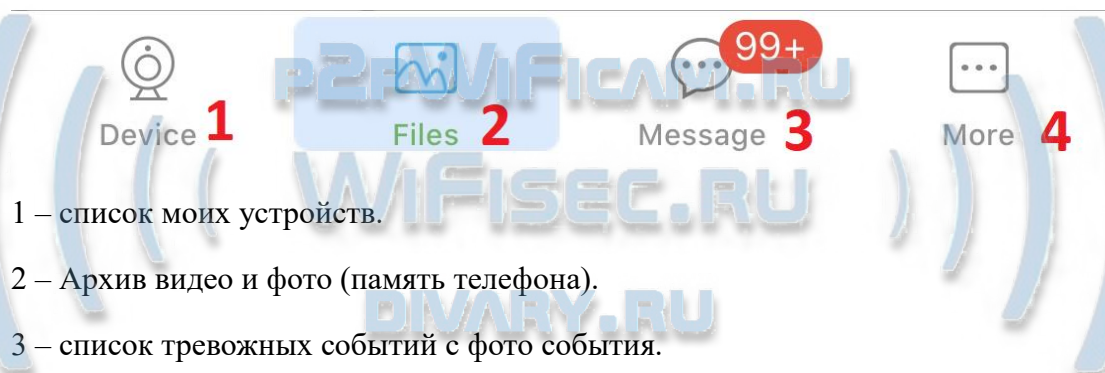 99+
Device 1 Files 2 Message 3 More 4
P2PWIFICAM.RU
WIFISEC.RU
1 – список моих устройств.
2 – Архив видео и фото (память телефона).
DIVARY.RU
3 – список тревожных событий с фото события.